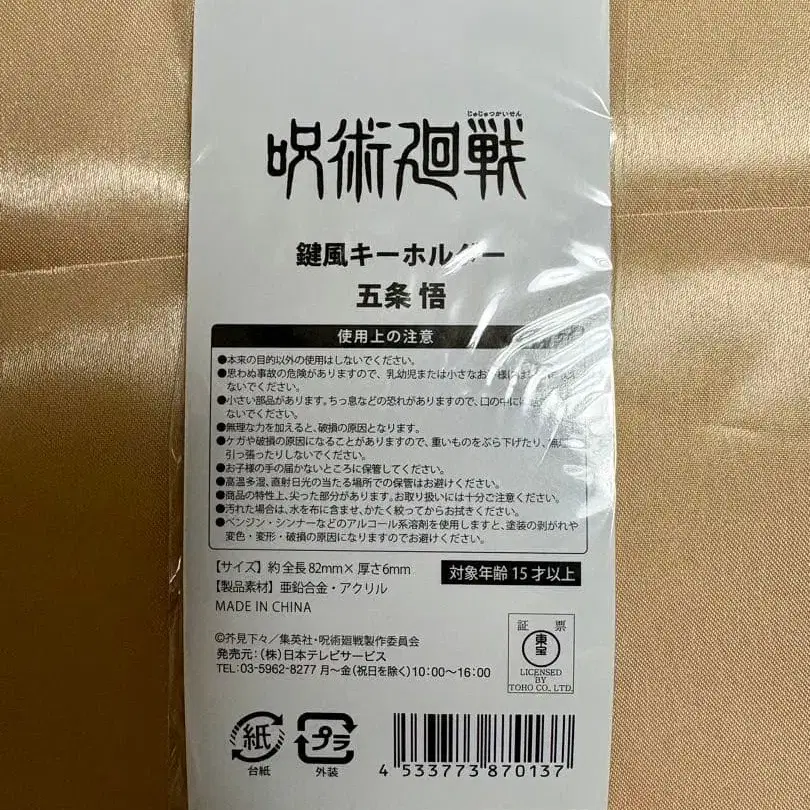 じゅじゅつかいせん
呪術廻戦
鍵風キーホルダー
五条 悟
使用上の注意
●本来の目的以外の使用はしないでください。
●思わぬ事故の危険がありますので、乳幼児または小さなお
ないでください。
●小さい部品があります。ちっ息などの恐れがありますので、口の中に
ないでください。
●無理な力を加えると、破損の原因となります。
●ケガや破損の原因になることがありますので、重いものをぶら下げたり、
引っ張ったりしないでください。
●お子様の手の届かないところに保管してください。
●高温多湿、直射日光の当たる場所での保管はお避けください。
●商品の特性上、尖った部分があります。お取り扱いには十分ご注意ください。
●汚れた場合は、水を布に含ませ、かたく絞ってからお拭きください。
●ベンジン・シンナーなどのアルコール系溶剤を使用しますと、塗装の剥がれや
変色・変形・破損の原因になりますのでお避けください。
【サイズ】 約 全長 82mm× 厚さ6mm
対象年齢 15 才以上
【製品素材】 亜鉛合金・アクリル
MADE IN CHINA
©芥見下々／集英社・呪術廻戦製作委員会
発売元：（株）日本テレビサービス
TEL：03-5962-8277 月～金（祝日を除く）10：00～16：00
証 票
東宝
LICENSED
BY
TOHO CO., LTD.
紙
台紙
プラ
外装
4 533773 870137